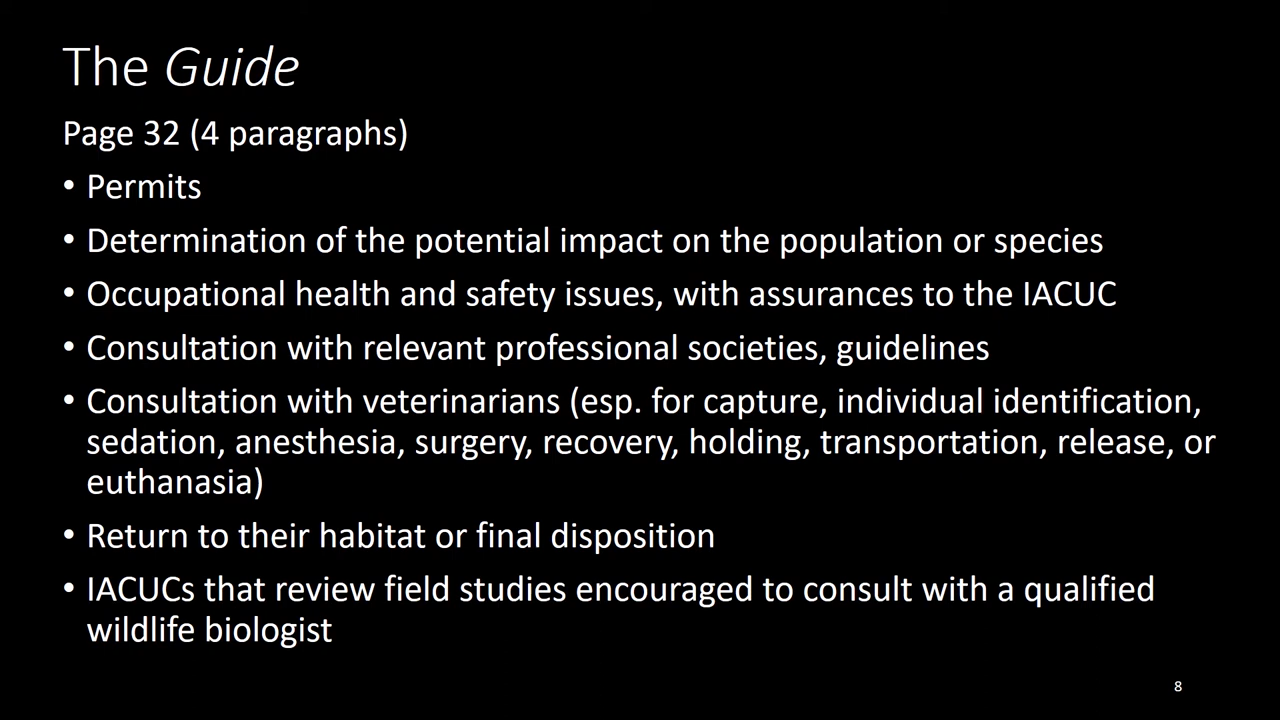 The Guide
Page 32 (4 paragraphs)
• Permits
• Determination of the potential impact on the population or species
• Occupational health and safety issues, with assurances to the IACUC
• Consultation with relevant professional societies, guidelines
• Consultation with veterinarians (esp. for capture, individual identification,
sedation, anesthesia, surgery, recovery, holding, transportation, release, or
euthanasia)
• Return to their habitat or final disposition
• IACUCs that review field studies encouraged to consult with a qualified
wildlife biologist
8